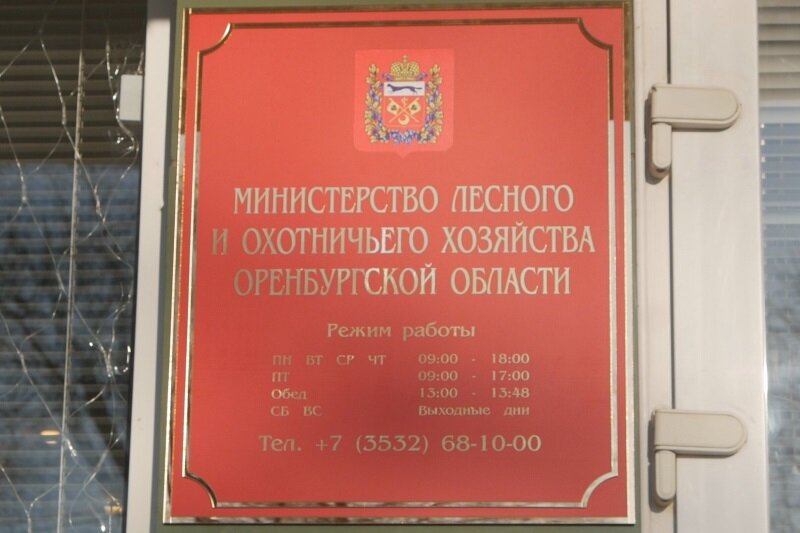 МИНИСТЕРСТВО ЛЕСНОГО
И ОХОТНИЧЬЕГО ХОЗЯЙСТВА
ОРЕНБУРГСКОЙ ОБЛАСТИ
Режим работы
ПН ВТ СР ЧТ 09:00 - 18:00
ПТ 09:00 - 17:00
Обед 13:00 - 13:48
СБ ВС Выходные дни
Тел. +7 (3532) 68-10-00